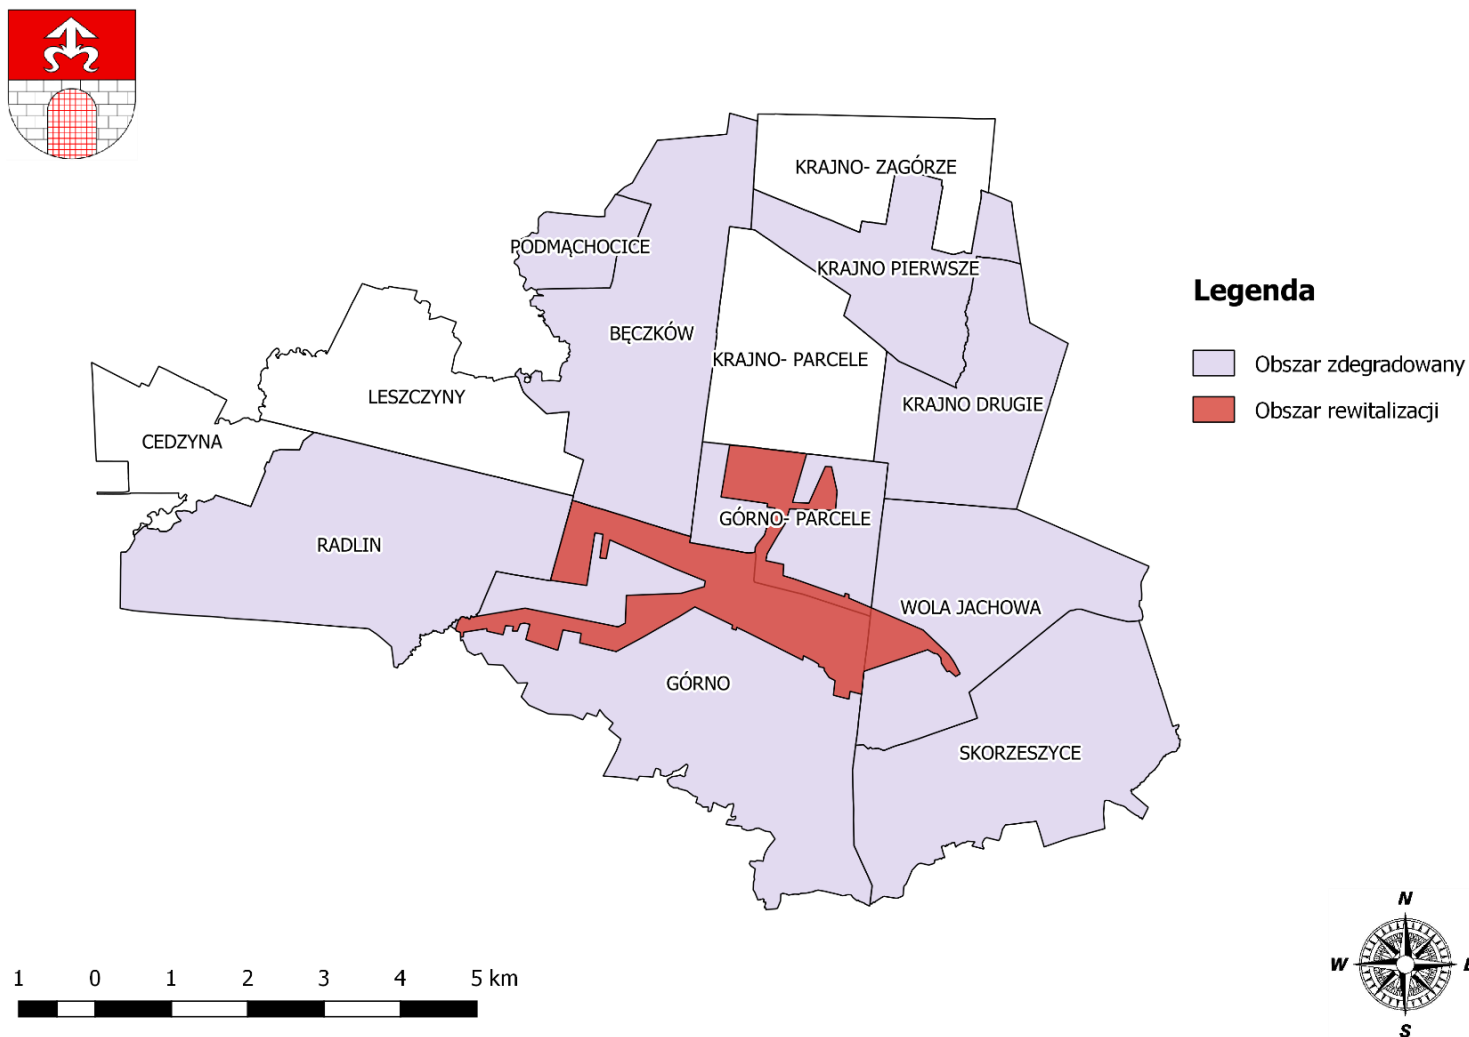 KRAJNO- ZAGÓRZE
PODMĄCHOCICE
KRAJNO PIERWSZE
Legenda
BĘCZKÓW
KRAJNO- PARCELE
Obszar zdegradowany
LESZCZYNY
KRAJNO DRUGIE
Obszar rewitalizacji
CEDZYNA
GÓRNO- PARCELE
RADLIN
WOLA JACHOWA
GÓRNO
SKORZESZYCE
N
W E
S
1 0 1 2 3 4 5 km